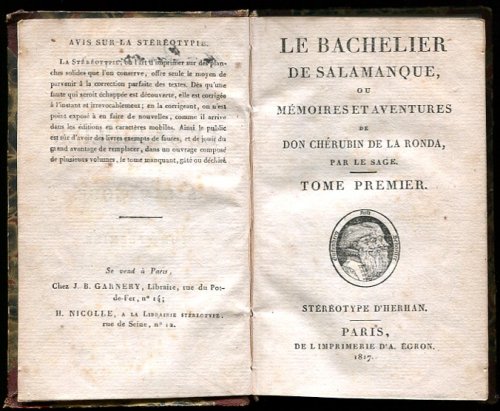 AVIS SUR LA STÉRÉOTYPIE.
LA STÉRÉOTYPIE, ou l'art d'imprimer sur des plan-
ches solides que l'on conserve, offre seule le moyen de
parvenir à la correction parfaite des textes. Dès qu'une
faute qui seroit échappée est découverte, elle est corrigée
à l'instant et irrévocablement; en la corrigeant, on n'est
point exposé à en faire de nouvelles, comme il arrive
dans les éditions en caractères mobiles. Ainsi le public
est sûr d'avoir des livres exempts de fautes, et de jouir du
grand avantage de remplacer, dans un ouvrage composé
de plusieurs volumes, le tome manquant, gâté ou déchiré.
Se vend à Paris,
Chez J. B. GARNERY, Libraire, rue du Pot-
de-Fer, n° 14;
H. NICOLLE, A LA LIBRAIRIE STÉRÉOTYPE,
rue de Seine, n° 12.
LE BACHELIER
DE SALAMANQUE,
OU
MÉMOIRES ET AVENTURES
DE
DON CHÉRUBIN DE LA RONDA,
PAR LE SAGE.
TOME PREMIER.
STÉRÉOTYPE D'HERHAN.
PARIS,
DE L'IMPRIMERIE D'A. ÉGRON.
1817.